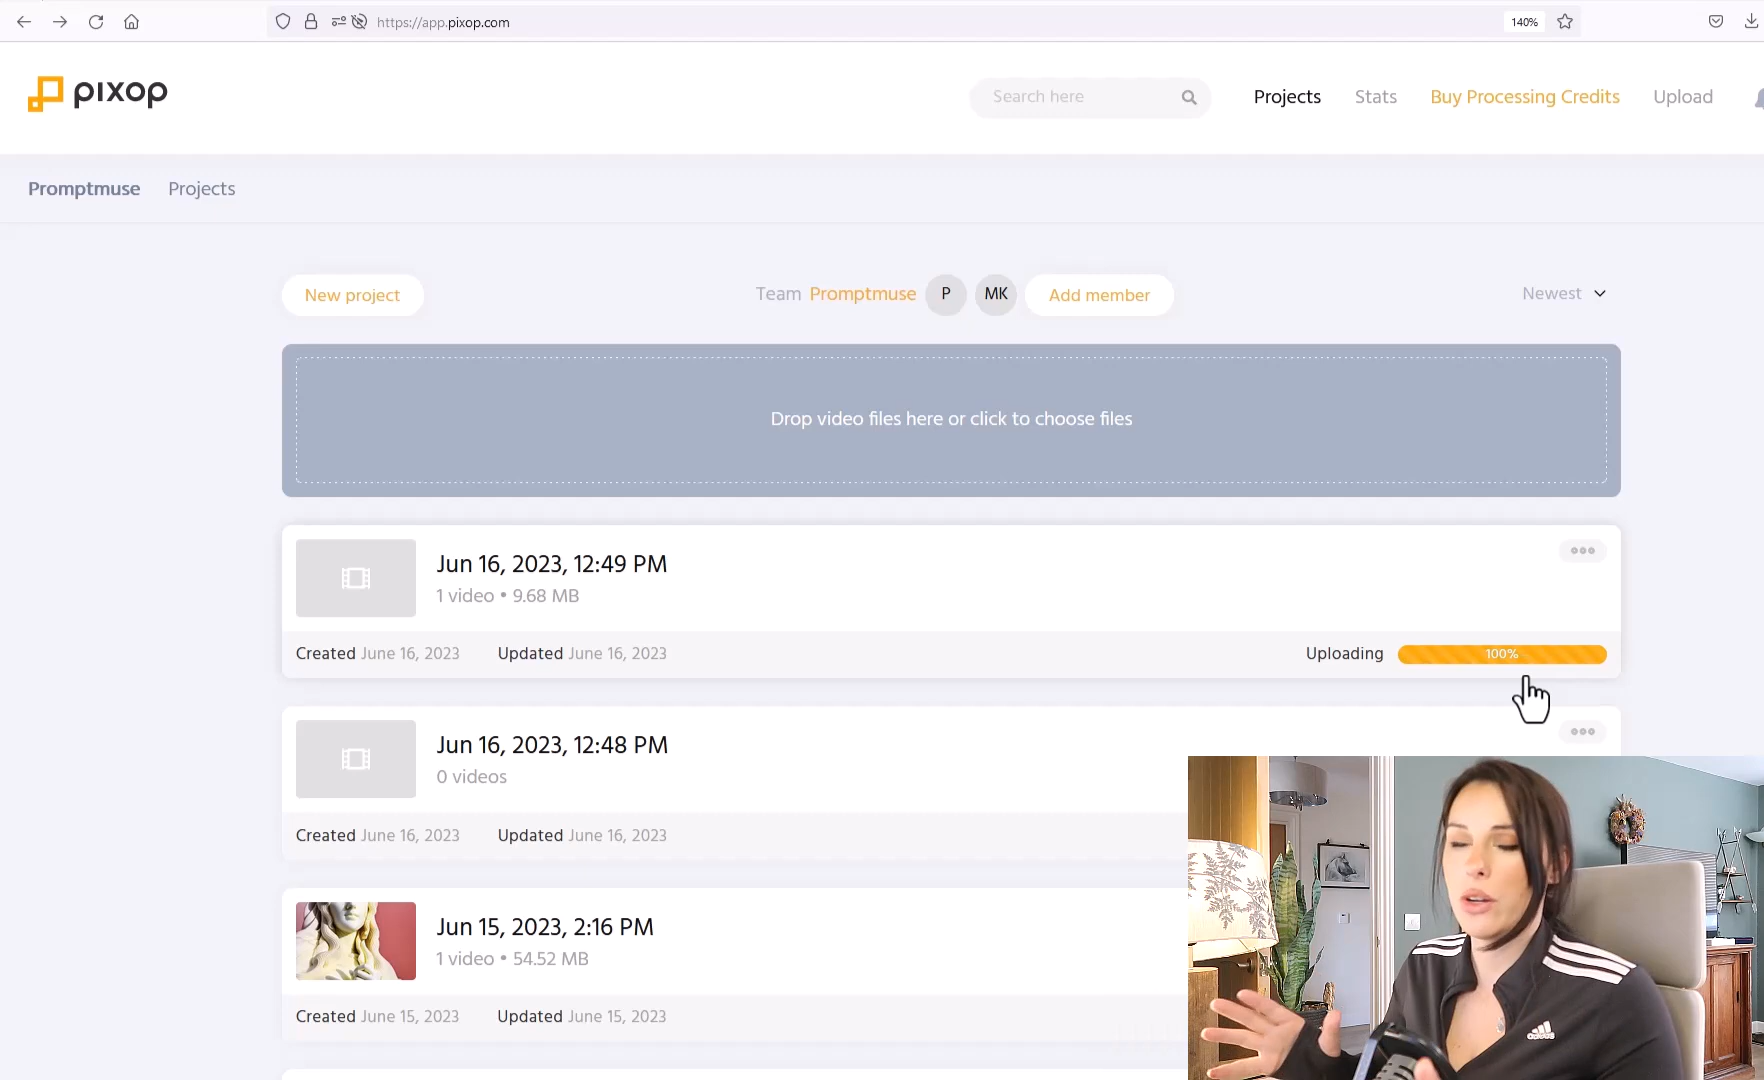 https://app.pixop.com
140%
pixop
Search here
Projects
Stats
Buy Processing Credits
Upload
Promptmuse
Projects
New project
Team Promptmuse
P
MK
Add member
Newest
Drop video files here or click to choose files
Jun 16, 2023, 12:49 PM
1 video • 9.68 MB
Created June 16, 2023
Updated June 16, 2023
Uploading
100%
Jun 16, 2023, 12:48 PM
0 videos
Created June 16, 2023
Updated June 16, 2023
Jun 15, 2023, 2:16 PM
1 video • 54.52 MB
Created June 15, 2023
Updated June 15, 2023
adidas